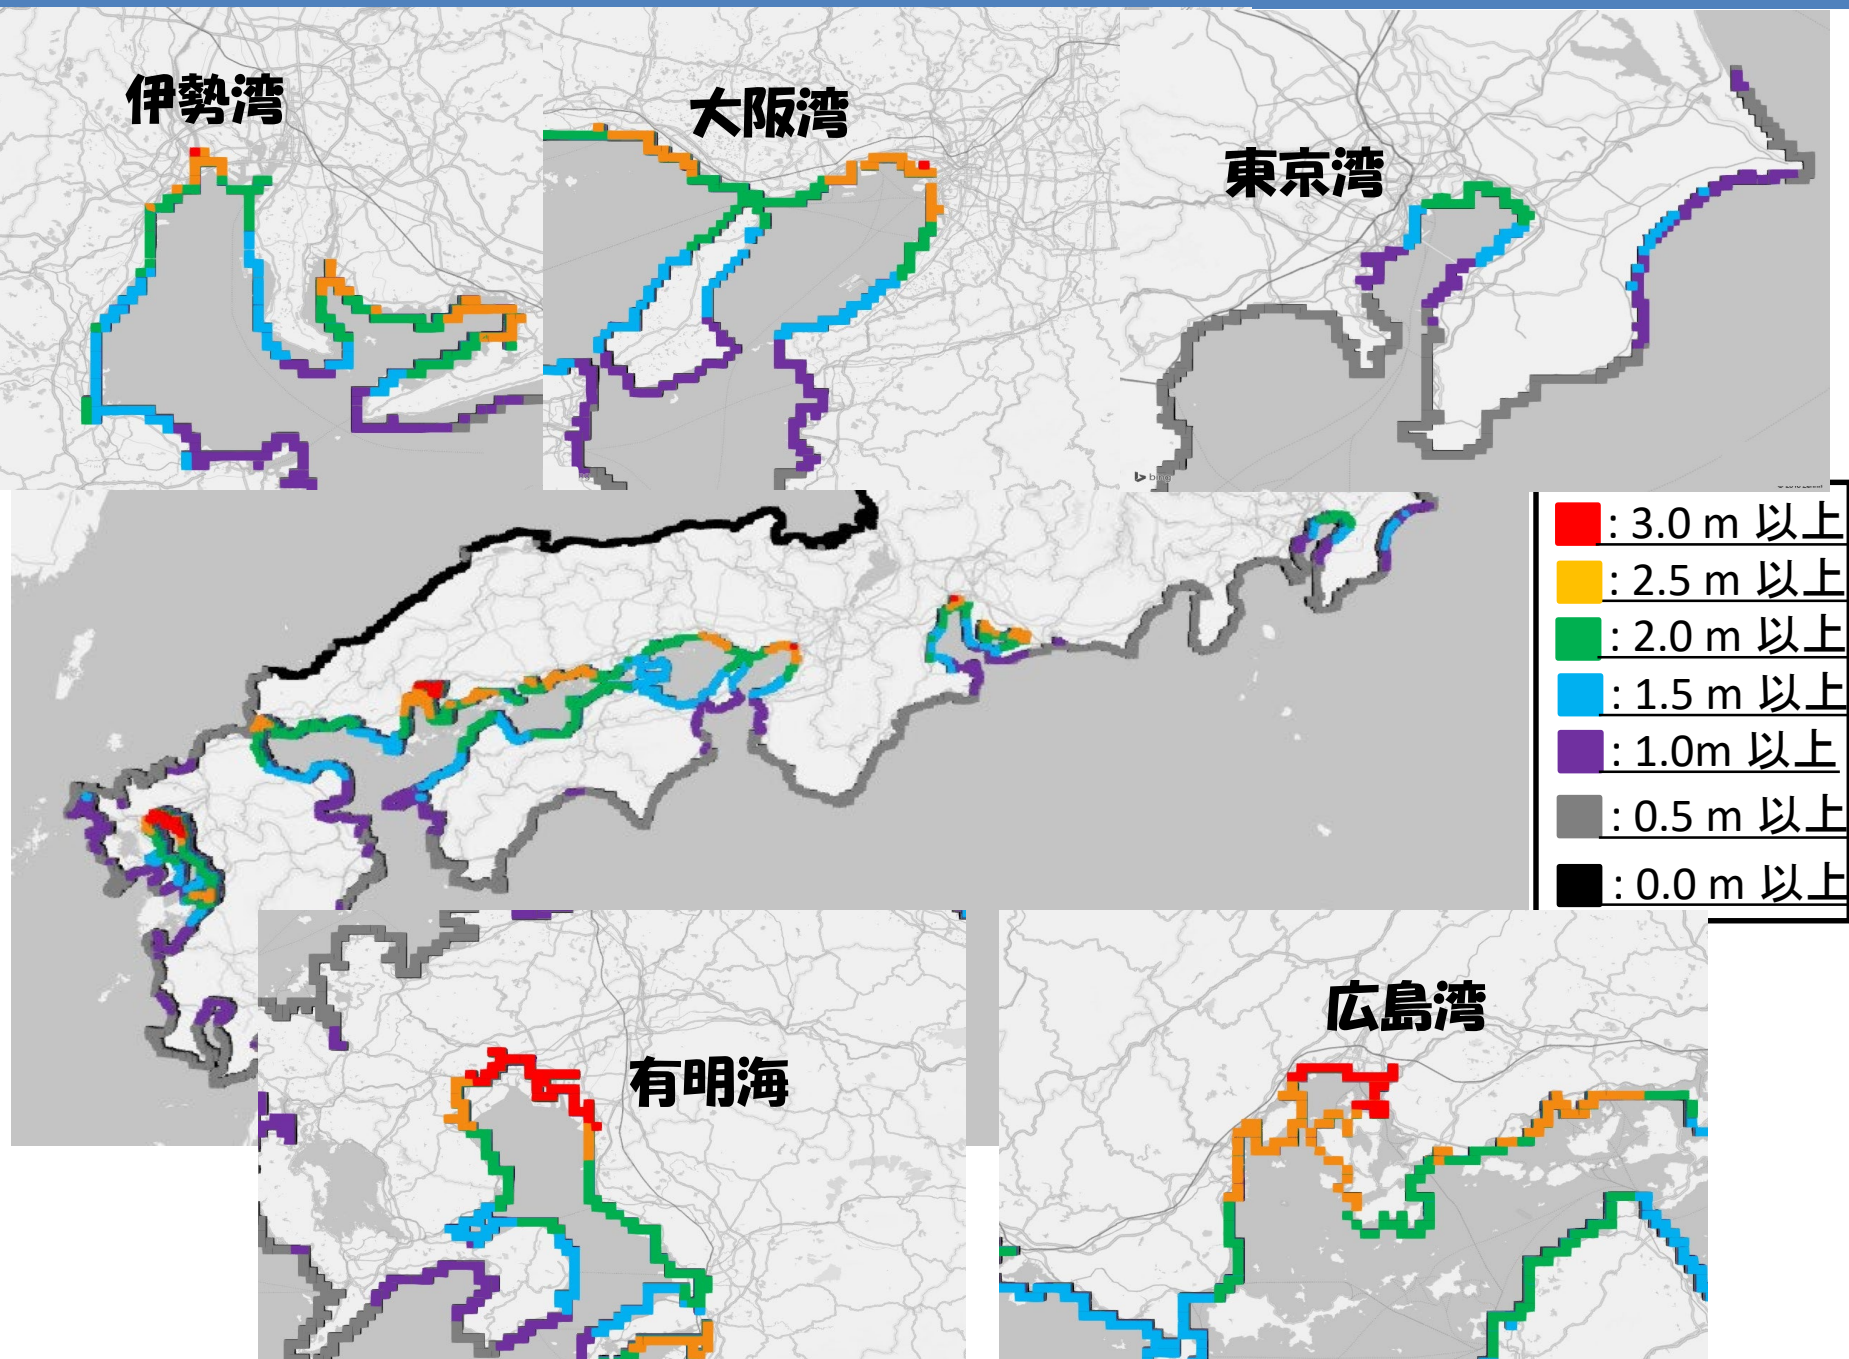 伊勢湾
大阪湾
東京湾
bing
: 3.0 m 以上
: 2.5 m 以上
: 2.0 m 以上
: 1.5 m 以上
: 1.0m 以上
: 0.5 m 以上
: 0.0 m 以上
有明海
広島湾